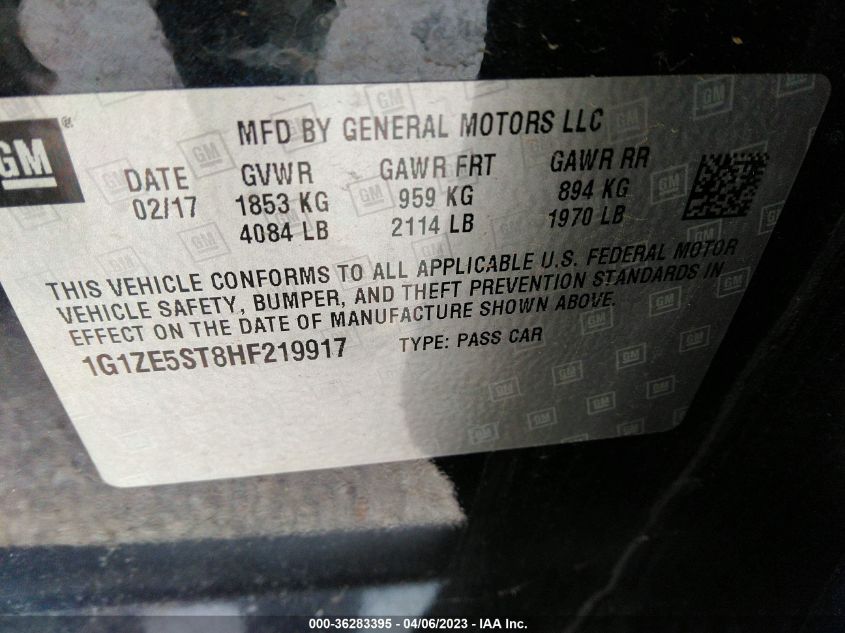 GM ®
MFD BY GENERAL MOTORS LLC
DATE GVWR GAWR FRT GAWR RR
02/17 1853 KG 959 KG 894 KG
4084 LB 2114 LB 1970 LB
THIS VEHICLE CONFORMS TO ALL APPLICABLE U.S. FEDERAL MOTOR
VEHICLE SAFETY, BUMPER, AND THEFT PREVENTION STANDARDS IN
EFFECT ON THE DATE OF MANUFACTURE SHOWN ABOVE.
1G1ZE5ST8HF219917 TYPE: PASS CAR
000-36283395 - 04/06/2023 - IAA Inc.